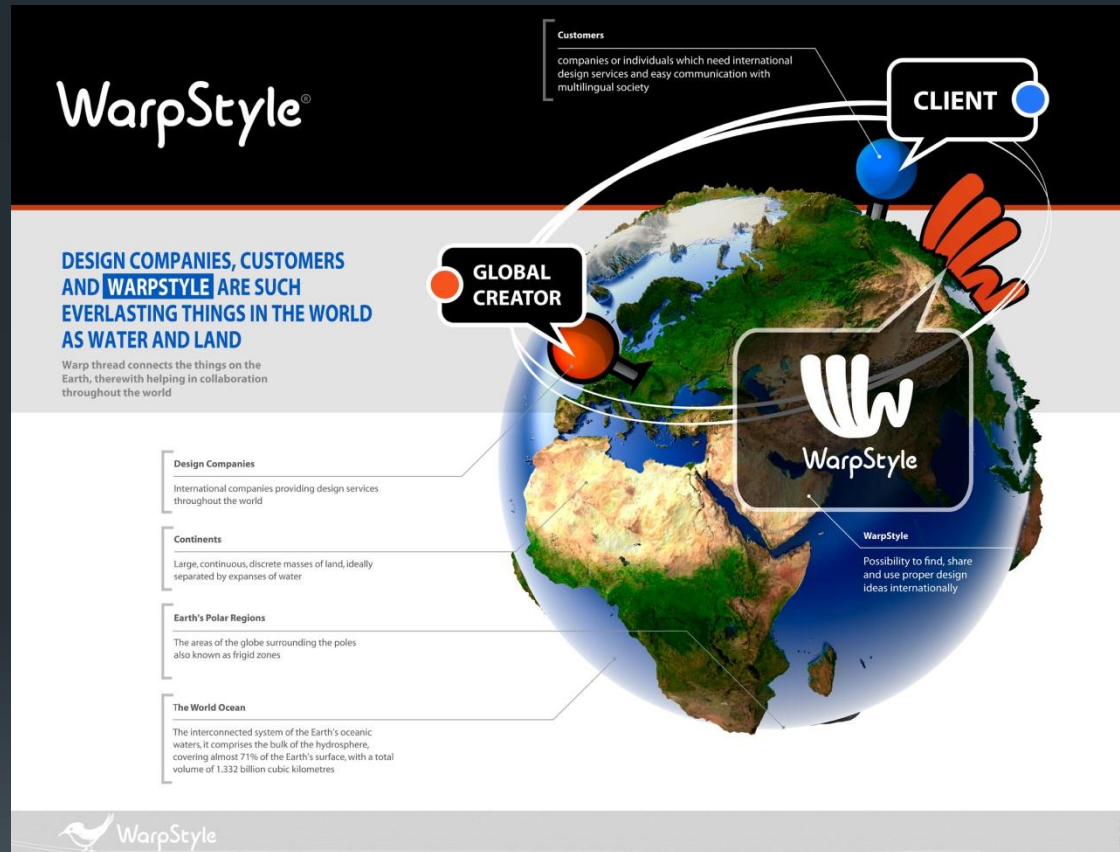 WarpStyle®
Customers
companies or individuals which need international
design services and easy communication with
multilingual society
CLIENT
GLOBAL
CREATOR
DESIGN COMPANIES, CUSTOMERS
AND WARPSTYLE ARE SUCH
EVERLASTING THINGS IN THE WORLD
AS WATER AND LAND
Warp thread connects the things on the
Earth, therewith helping in collaboration
throughout the world
WarpStyle
Design Companies
International companies providing design services
throughout the world
Continents
Large, continuous, discrete masses of land, ideally
separated by expanses of water
Earth's Polar Regions
The areas of the globe surrounding the poles
also known as frigid zones
The World Ocean
The interconnected system of the Earth's oceanic
waters, it comprises the bulk of the hydrosphere,
covering almost 71% of the Earth's surface, with a total
volume of 1.332 billion cubic kilometres
WarpStyle
Possibility to find, share
and use proper design
ideas internationally
WarpStyle